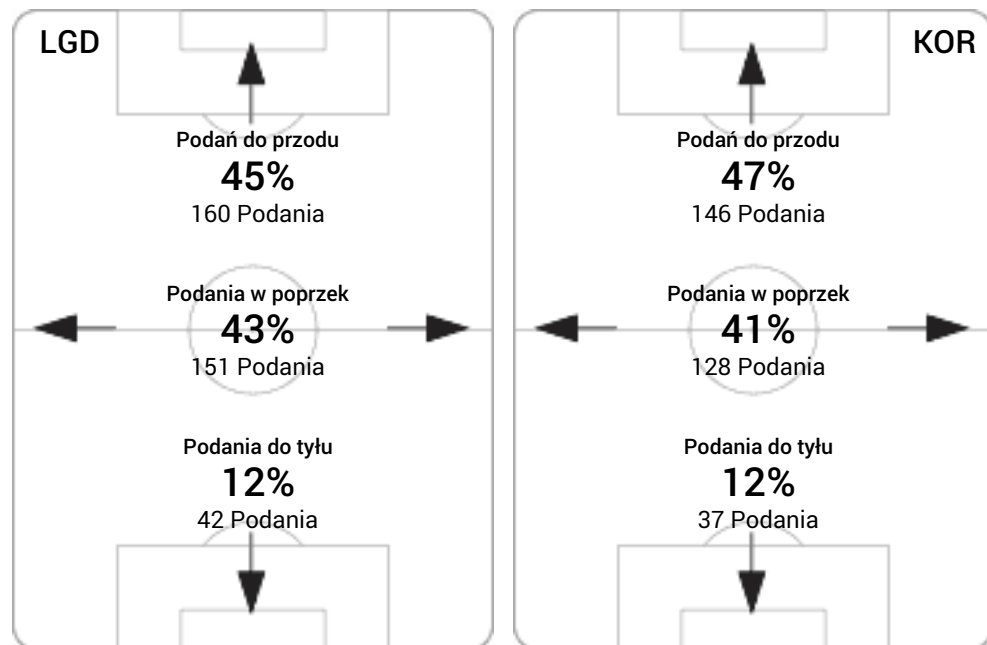 LGD
Podań do przodu
45%
160 Podania
Podania w poprzek
43%
151 Podania
Podania do tyłu
12%
42 Podania
KOR
Podań do przodu
47%
146 Podania
Podania w poprzek
41%
128 Podania
Podania do tyłu
12%
37 Podania